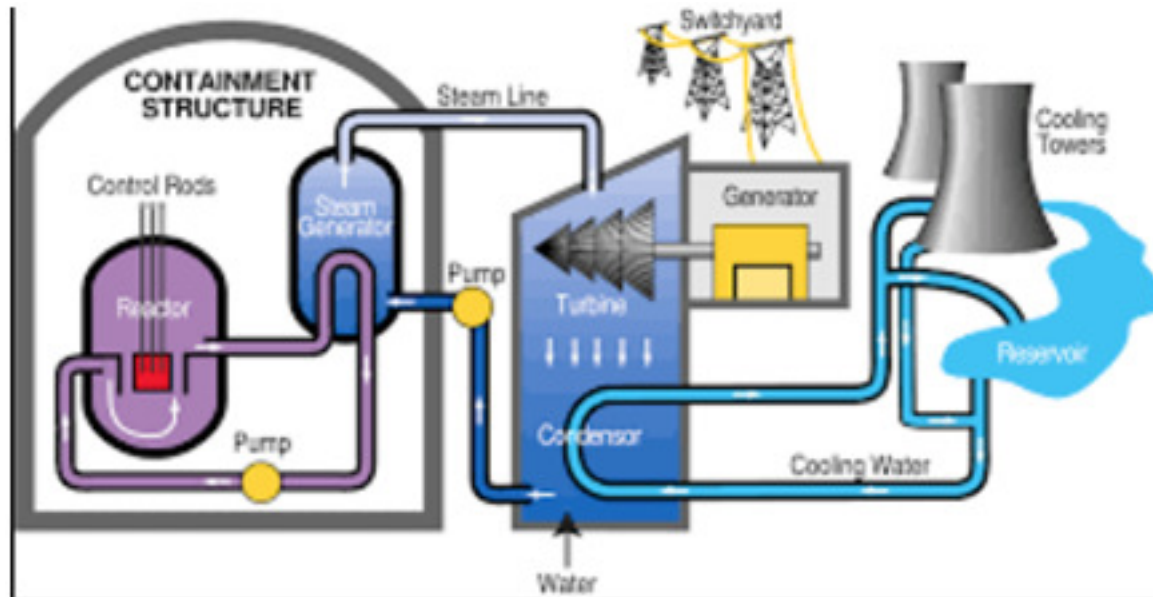 Switchyard
CONTAINMENT
STRUCTURE
Steam Line
Cooling
Towers
Control Rods
Steam
Generator
Generator
Pump
Reactor
Turbine
Reservoir
Condensor
Pump
Cooling Water
Water